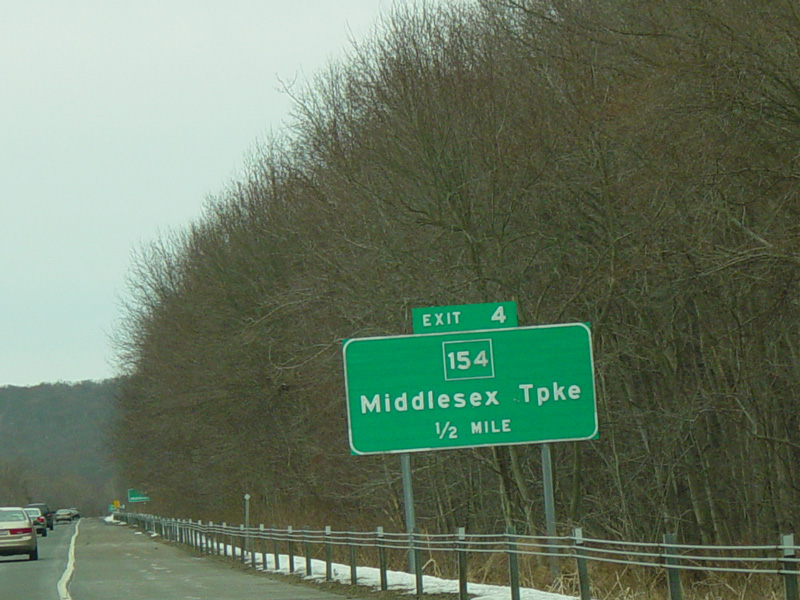 EXIT 4
154
Middlesex Tpke
1/2 MILE